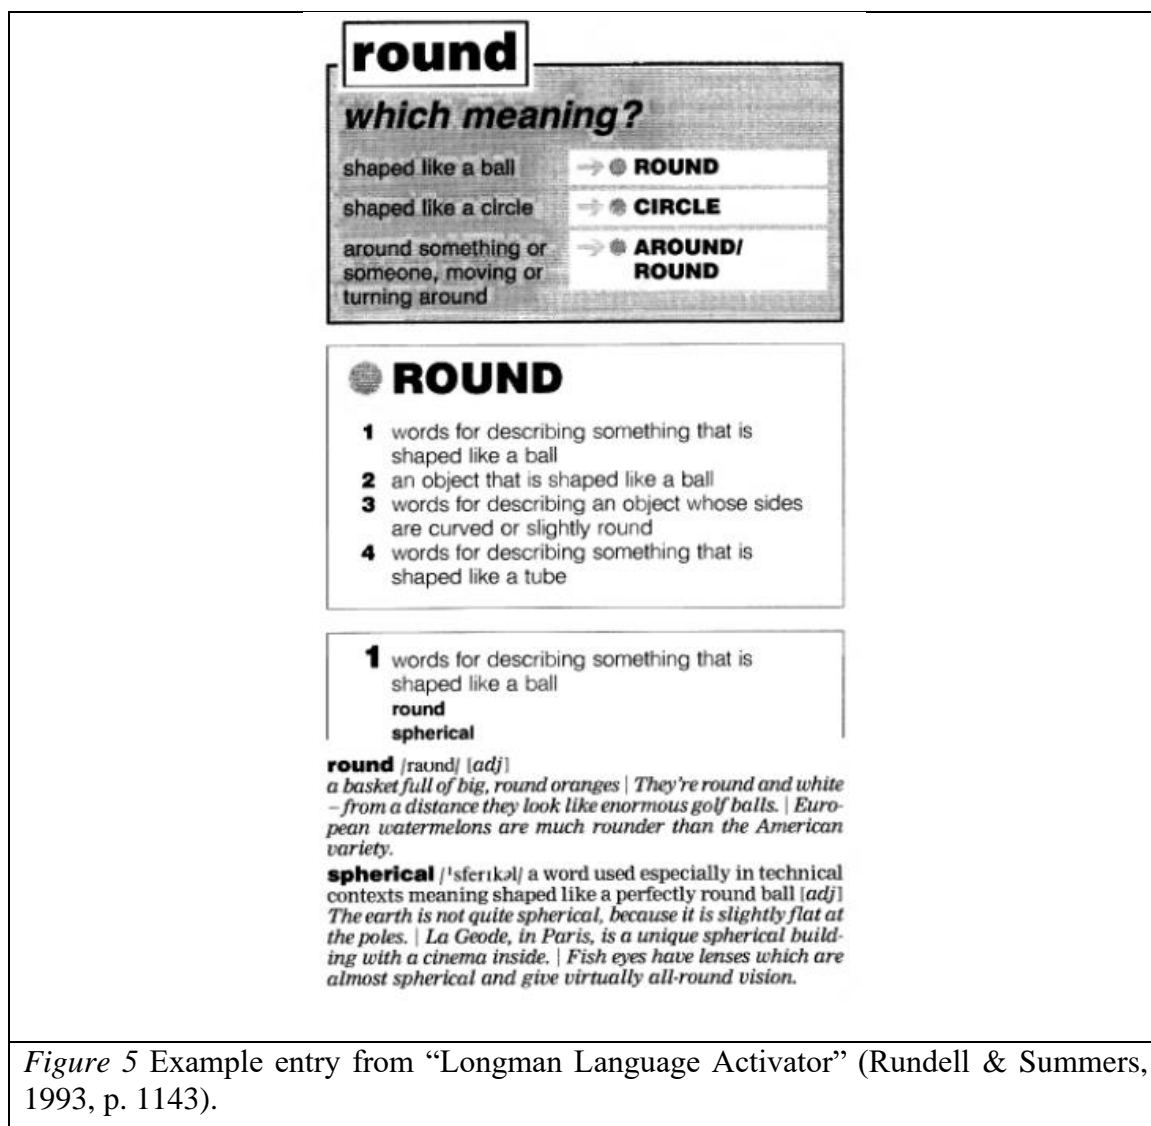 round
which meaning?
shaped like a ball → ROUND
shaped like a circle → CIRCLE
around something or → AROUND/
someone, moving or ROUND
turning around
ROUND
1 words for describing something that is
shaped like a ball
2 an object that is shaped like a ball
3 words for describing an object whose sides
are curved or slightly round
4 words for describing something that is
shaped like a tube
1 words for describing something that is
shaped like a ball
round
spherical
round /raʊnd/ [adj]
a basket full of big, round oranges | They're round and white
– from a distance they look like enormous golf balls. | Euro-
pean watermelons are much rounder than the American
variety.
spherical /ˈsferɪkəl/ a word used especially in technical
contexts meaning shaped like a perfectly round ball [adj]
The earth is not quite spherical, because it is slightly flat at
the poles. | La Geode, in Paris, is a unique spherical build-
ing with a cinema inside. | Fish eyes have lenses which are
almost spherical and give virtually all-round vision.
Figure 5 Example entry from “Longman Language Activator” (Rundell & Summers,
1993, p. 1143).